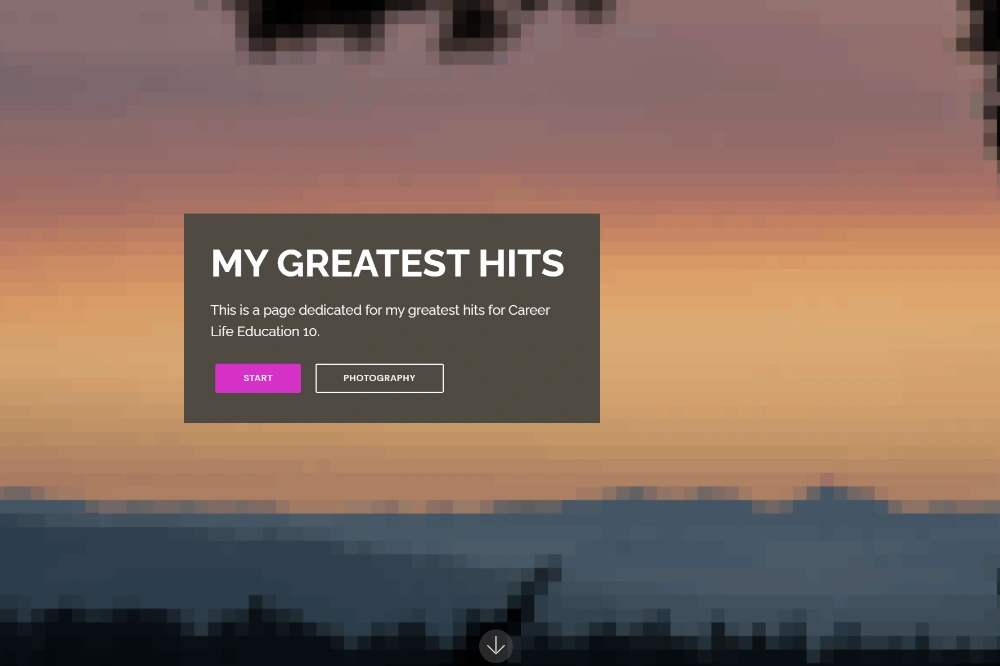 MY GREATEST HITS
This is a page dedicated for my greatest hits for Career
Life Education 10.
START
PHOTOGRAPHY